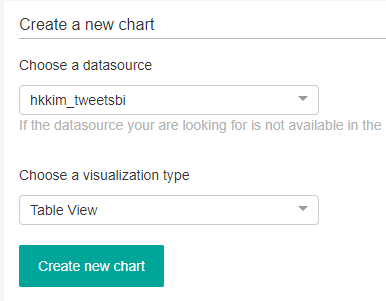 Create a new chart
Choose a datasource
hkkim_tweetsbi
If the datasource your are looking for is not available in the
Choose a visualization type
Table View
Create new chart